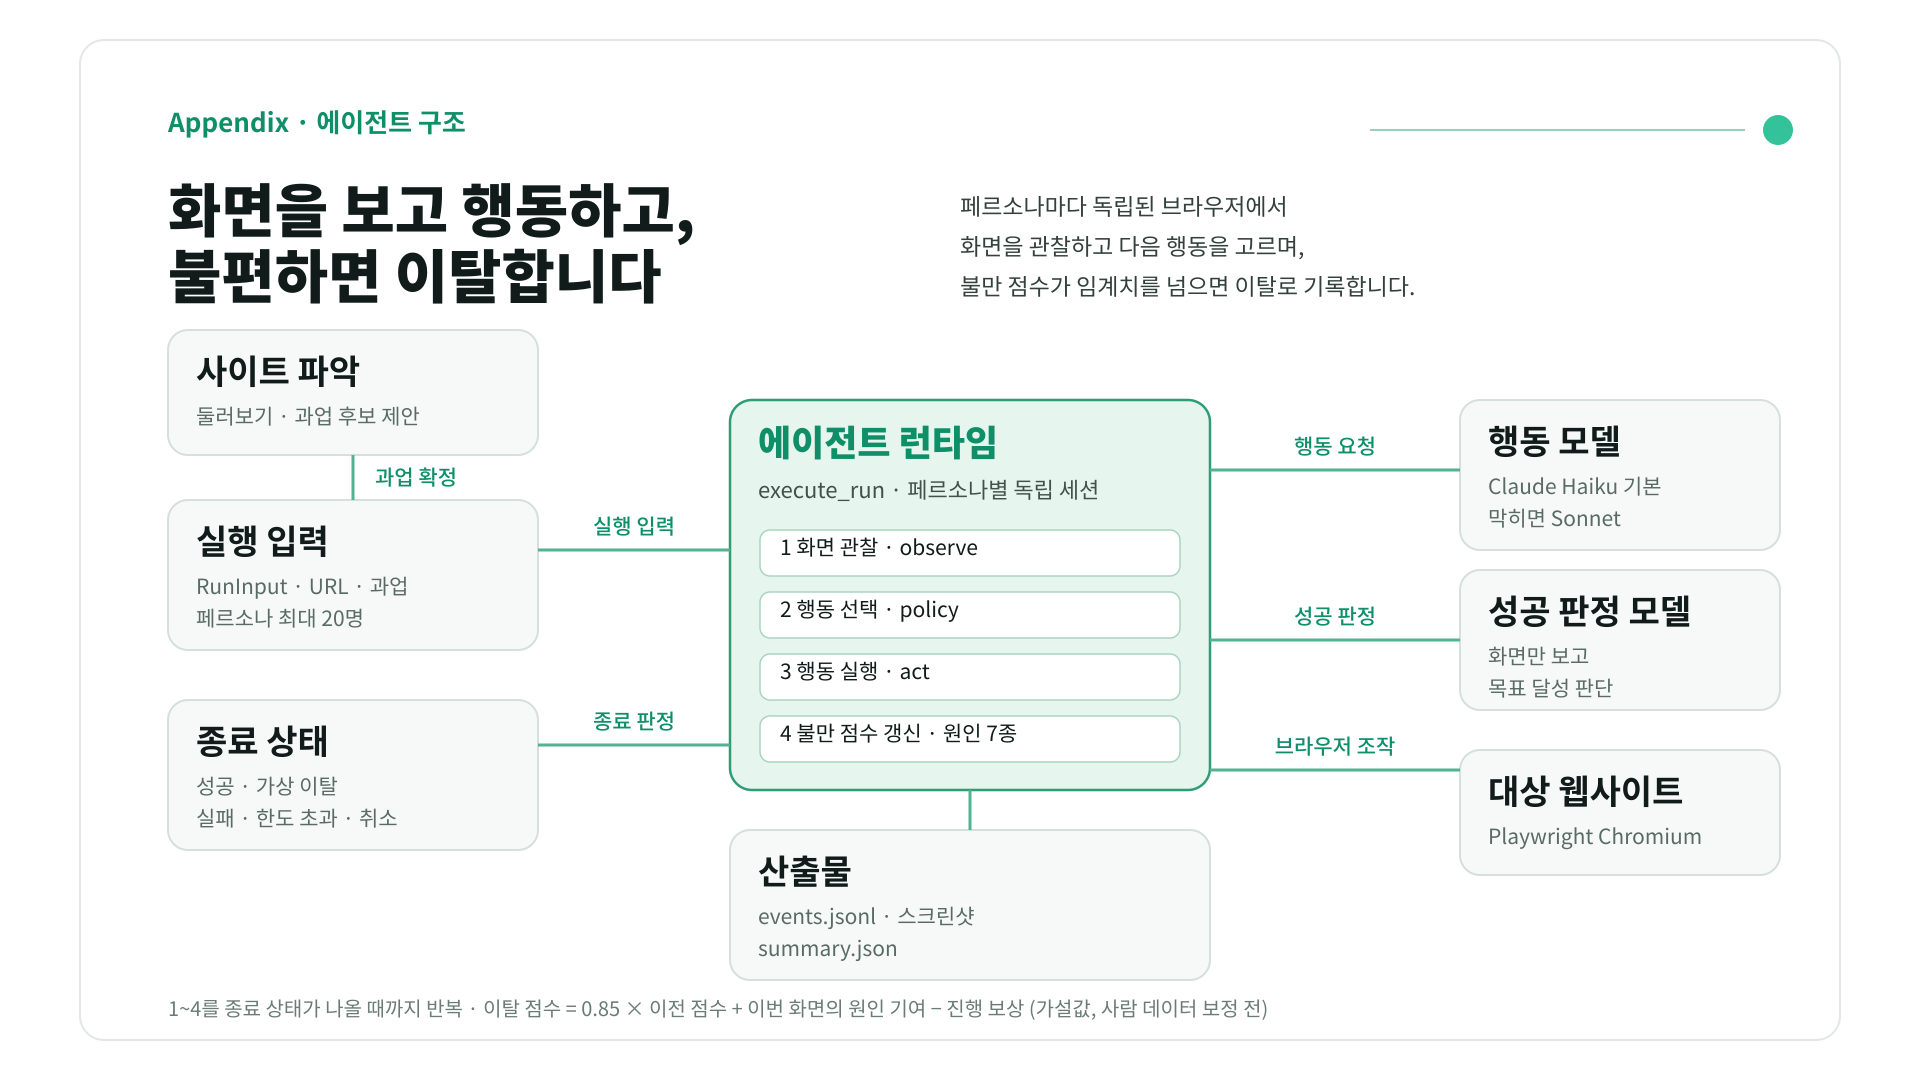 Appendix · 에이전트 구조
화면을 보고 행동하고,
불편하면 이탈합니다
페르소나마다 독립된 브라우저에서
화면을 관찰하고 다음 행동을 고르며,
불만 점수가 임계치를 넘으면 이탈로 기록합니다.
사이트 파악
둘러보기 · 과업 후보 제안
과업 확정
실행 입력
RunInput · URL · 과업
페르소나 최대 20명
실행 입력
종료 상태
성공 · 가상 이탈
실패 · 한도 초과 · 취소
종료 판정
에이전트 런타임
execute_run · 페르소나별 독립 세션
1 화면 관찰 · observe
2 행동 선택 · policy
3 행동 실행 · act
4 불만 점수 갱신 · 원인 7종
행동 요청
행동 모델
Claude Haiku 기본
막히면 Sonnet
성공 판정
성공 판정 모델
화면만 보고
목표 달성 판단
브라우저 조작
대상 웹사이트
Playwright Chromium
산출물
events.jsonl · 스크린샷
summary.json
1~4를 종료 상태가 나올 때까지 반복 · 이탈 점수 = 0.85 × 이전 점수 + 이번 화면의 원인 기여 − 진행 보상 (가설값, 사람 데이터 보정 전)